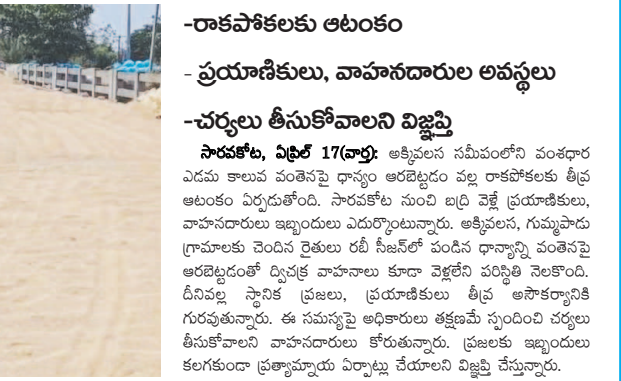 -రాకపోకలకు ఆటంకం
- ప్రయాణికులు, వాహనదారుల అవస్థలు
-చర్యలు తీసుకోవాలని విజ్ఞప్తి
సారవకోట, ఏప్రిల్ 17(వార్త): అక్కివలస సమీపంలోని వంశధార
ఎడమ కాలువ వంతెనపై ధాన్యం ఆరబెట్టడం వల్ల రాకపోకలకు తీవ్ర
ఆటంకం ఏర్పడుతోంది. సారవకోట నుంచి బద్రి వెళ్లే ప్రయాణికులు,
వాహనదారులు ఇబ్బందులు ఎదుర్కొంటున్నారు. అక్కివలస, గుమ్మపాడు
గ్రామాలకు చెందిన రైతులు రబీ సీజన్‌లో పండిన ధాన్యాన్ని వంతెనపై
ఆరబెట్టడంతో ద్విచక్ర వాహనాలు కూడా వెళ్లలేని పరిస్థితి నెలకొంది.
దీనివల్ల స్థానిక ప్రజలు, ప్రయాణికులు తీవ్ర అసౌకర్యానికి
గురవుతున్నారు. ఈ సమస్యపై అధికారులు తక్షణమే స్పందించి చర్యలు
తీసుకోవాలని వాహనదారులు కోరుతున్నారు. ప్రజలకు ఇబ్బందులు
కలగకుండా ప్రత్యామ్నాయ ఏర్పాట్లు చేయాలని విజ్ఞప్తి చేస్తున్నారు.